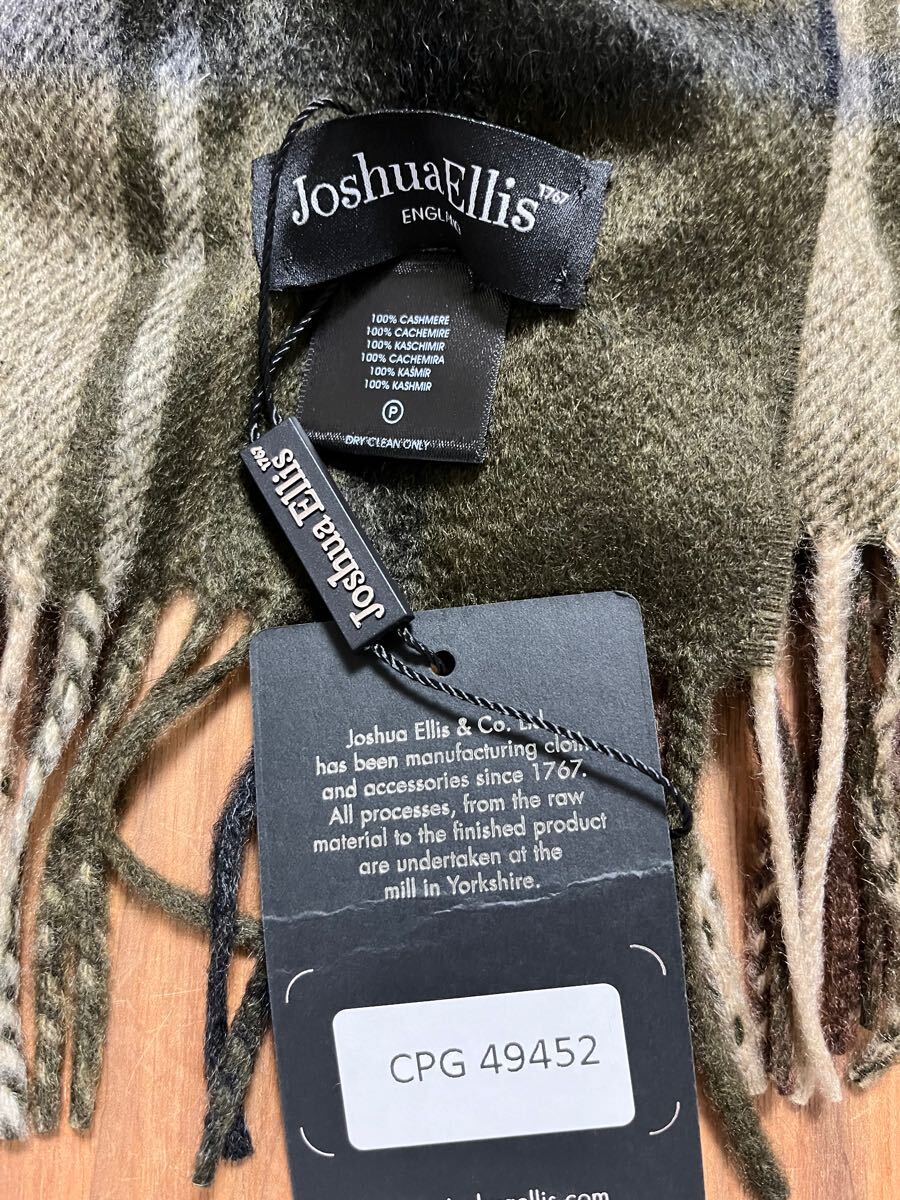 JoshuaEllis 1767
ENGLAND
100% CASHMERE
100% CACHEMIRE
100% KASCHIMIR
100% CACHEMIRA
100% KAŠMÍR
100% KASHMIR
P
DRY CLEAN ONLY
Joshua Ellis 1767
Joshua Ellis & Co. Ltd
has been manufacturing cloth
and accessories since 1767.
All processes, from the raw
material to the finished product
are undertaken at the
mill in Yorkshire.
CPG 49452